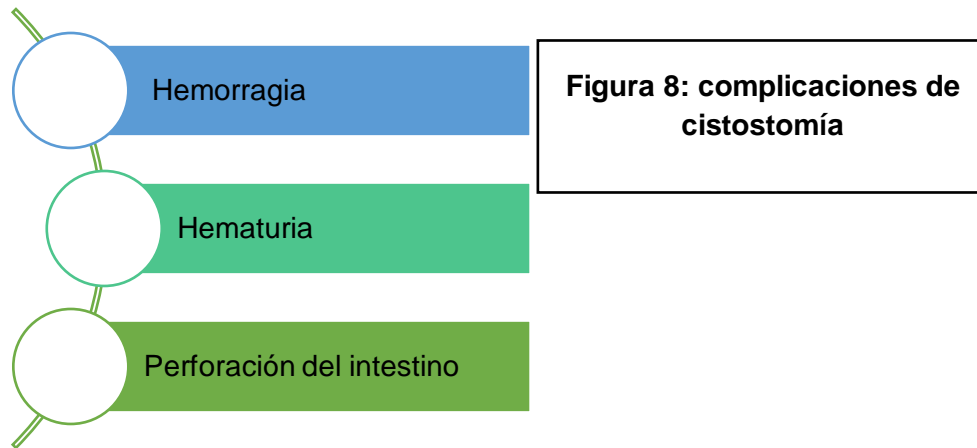 Hemorragia
Figura 8: complicaciones de
cistostomía
Hematuria
Perforación del intestino